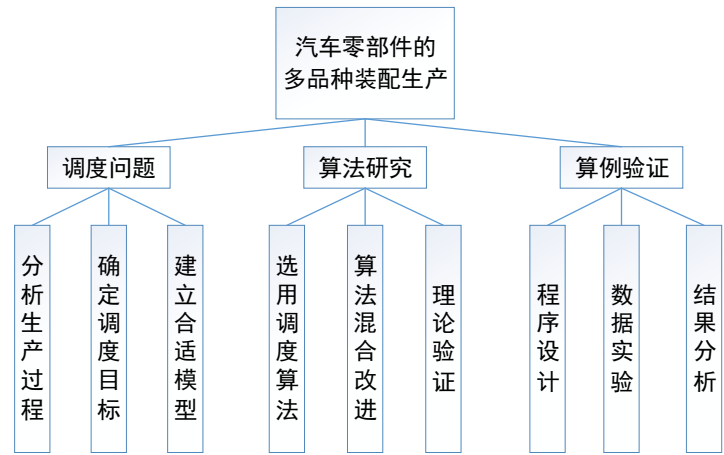 汽车零部件的
多品种装配生产
调度问题
算法研究
算例验证
分析生产过程
确定调度目标
建立合适模型
选用调度算法
算法混合改进
理论验证
程序设计
数据实验
结果分析